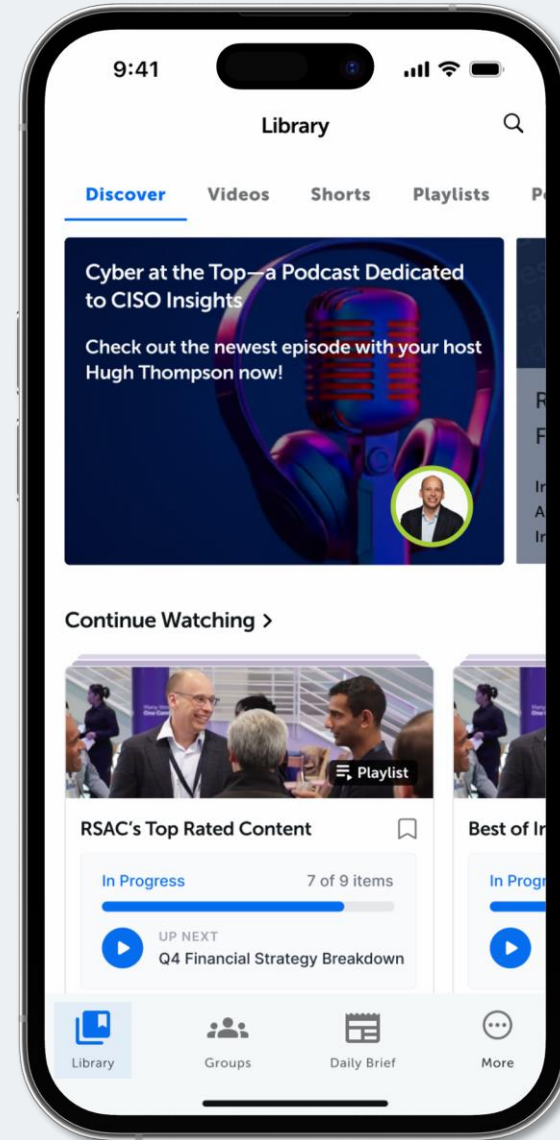 9:41
Library
Discover Videos Shorts Playlists
Cyber at the Top—a Podcast Dedicated
to CISO Insights
Check out the newest episode with your host
Hugh Thompson now!
Continue Watching >
Playlist
RSAC's Top Rated Content
In Progress 7 of 9 items
UP NEXT
Q4 Financial Strategy Breakdown
Best of
In
Library Groups Daily Brief More